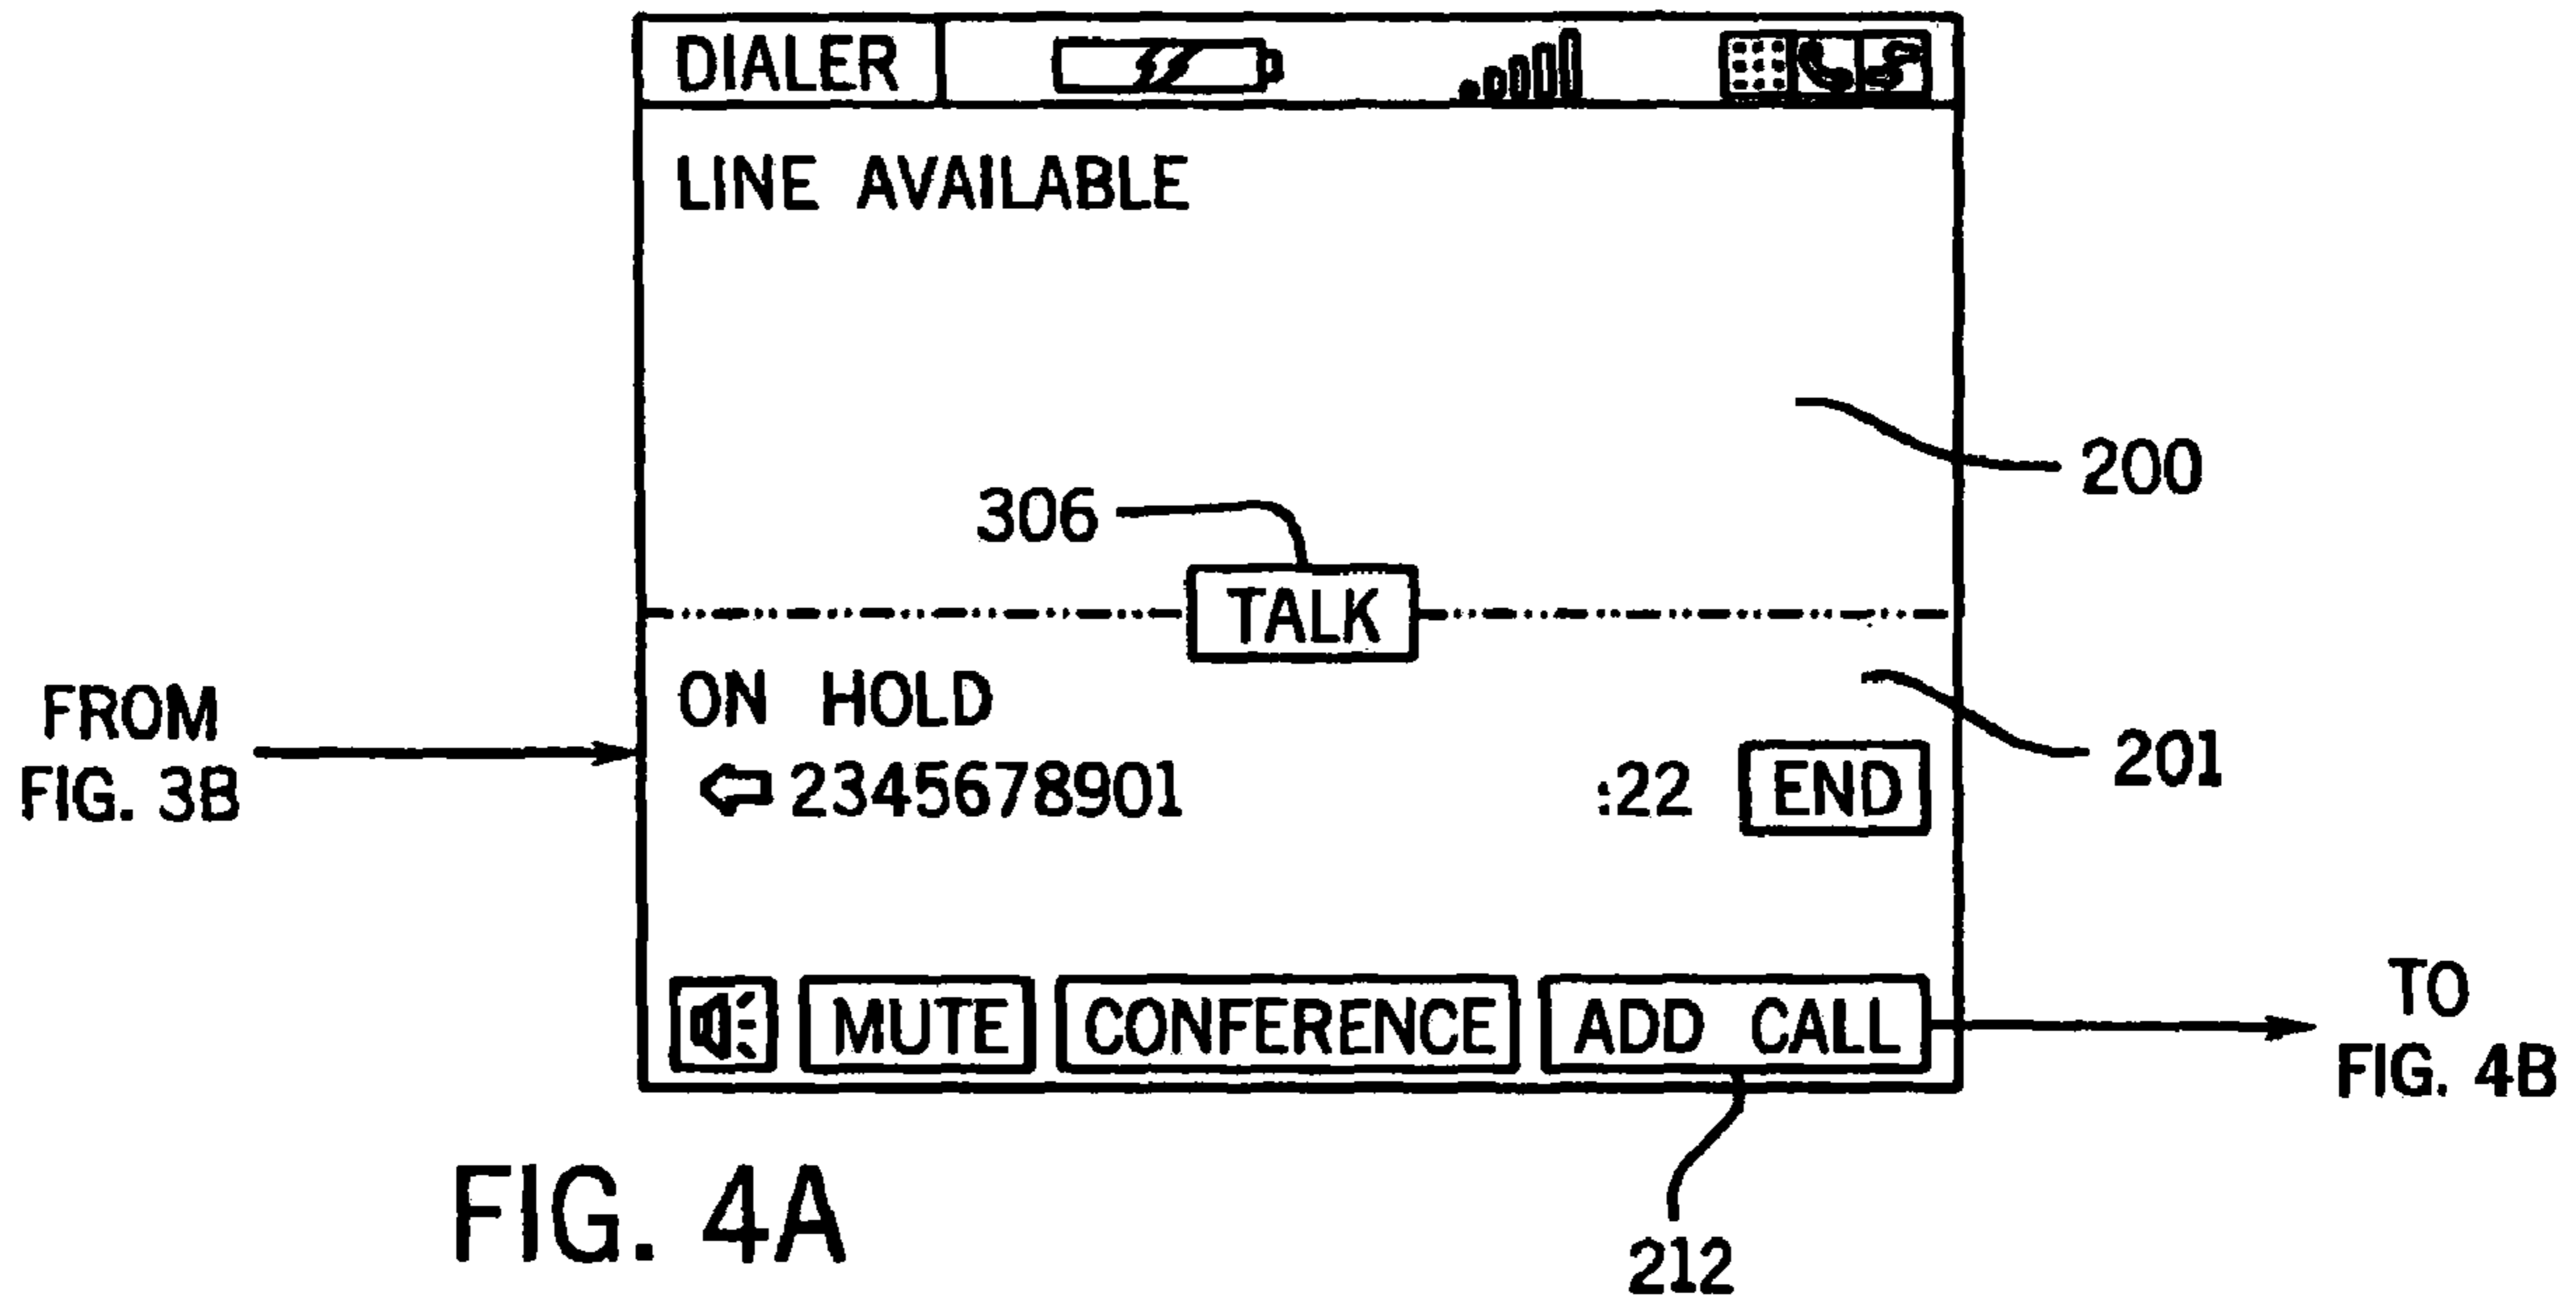 DIALER
LINE AVAILABLE
200
306
TALK
ON HOLD
201
FROM
FIG. 3B
2345678901 :22 END
MUTE CONFERENCE ADD CALL
TO
FIG. 4B
FIG. 4A
212